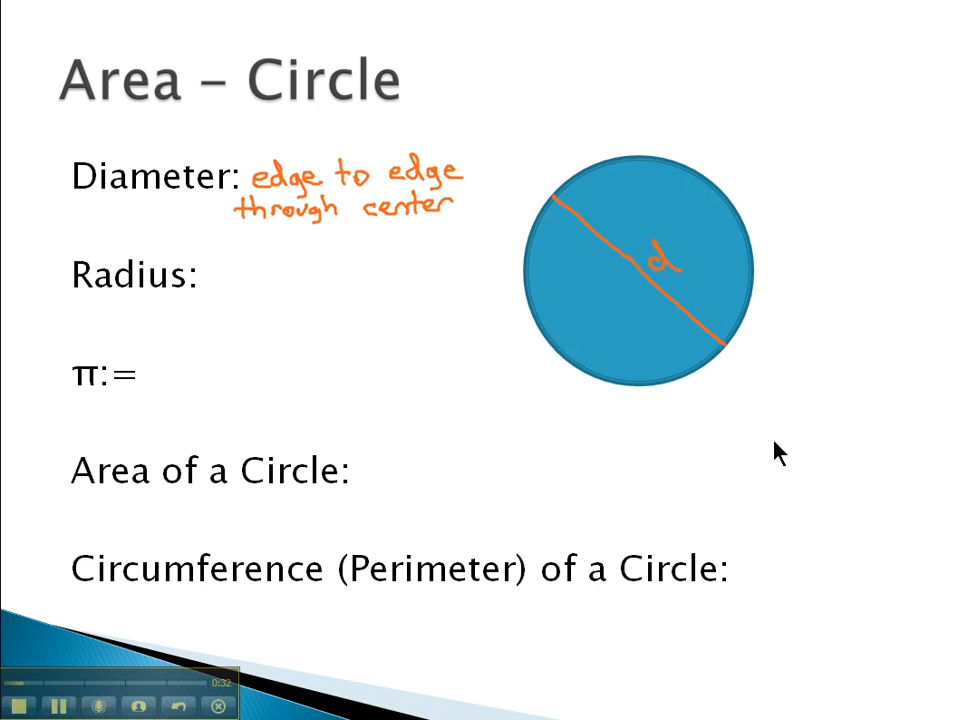 Area - Circle
Diameter: edge to edge
through center
d
Radius:
π:=
Area of a Circle:
Circumference (Perimeter) of a Circle:
0:32